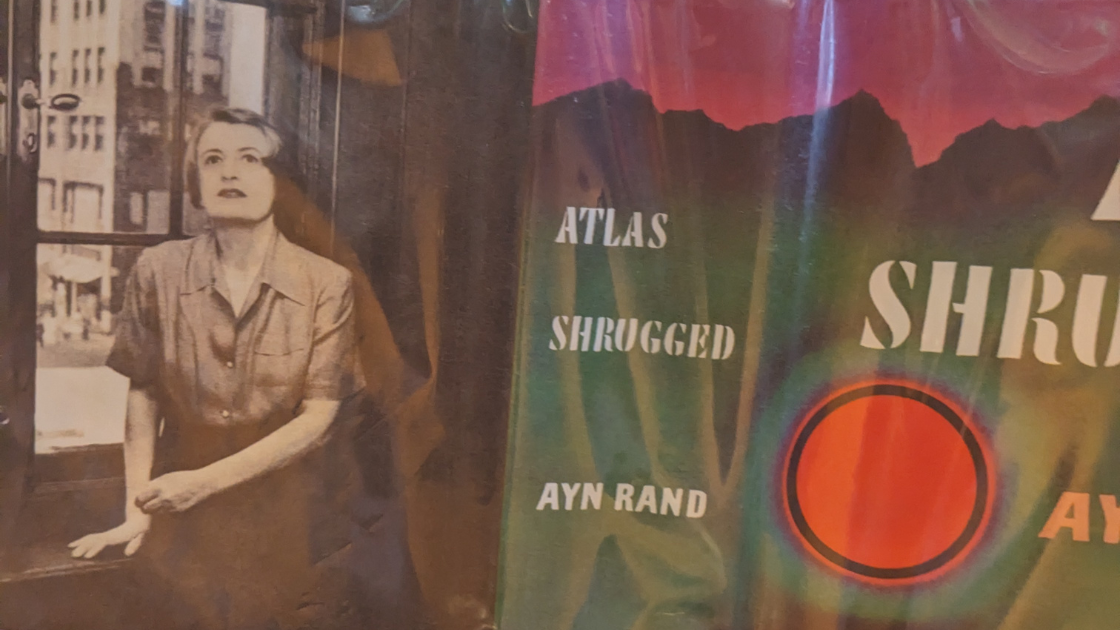 ATLAS
SHRUGGED
AYN RAND
SHRU
AY